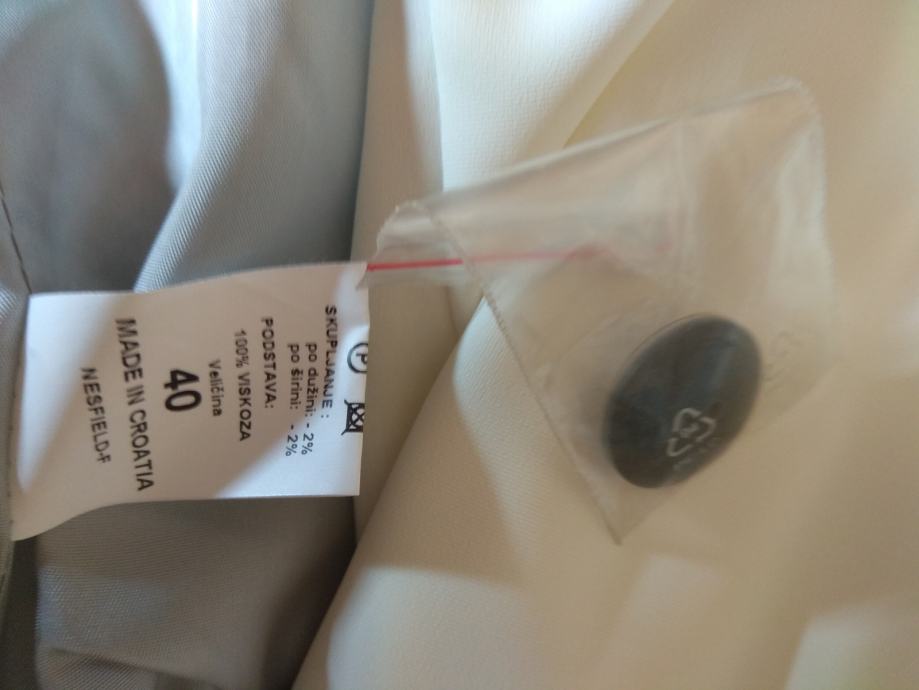 SKUPLJANJE :
po dužini: - 2%
po širini: - 2%
PODSTAVA:
100% VISKOZA
Veličina
40
MADE IN CROATIA
NESFIELD-F